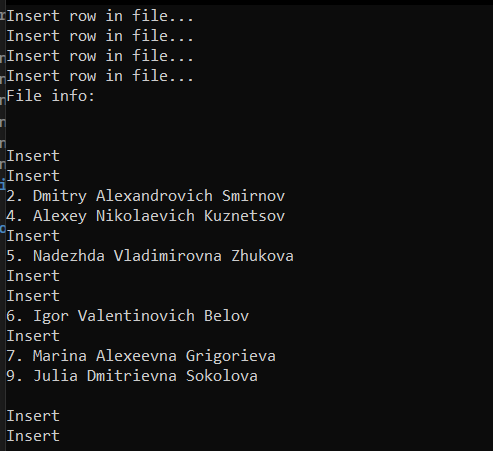 Insert row in file...
Insert row in file...
Insert row in file...
Insert row in file...
File info:
Insert
Insert
2. Dmitry Alexandrovich Smirnov
4. Alexey Nikolaevich Kuznetsov
Insert
5. Nadezhda Vladimirovna Zhukova
Insert
Insert
6. Igor Valentinovich Belov
Insert
7. Marina Alexeevna Grigorieva
9. Julia Dmitrievna Sokolova
Insert
Insert